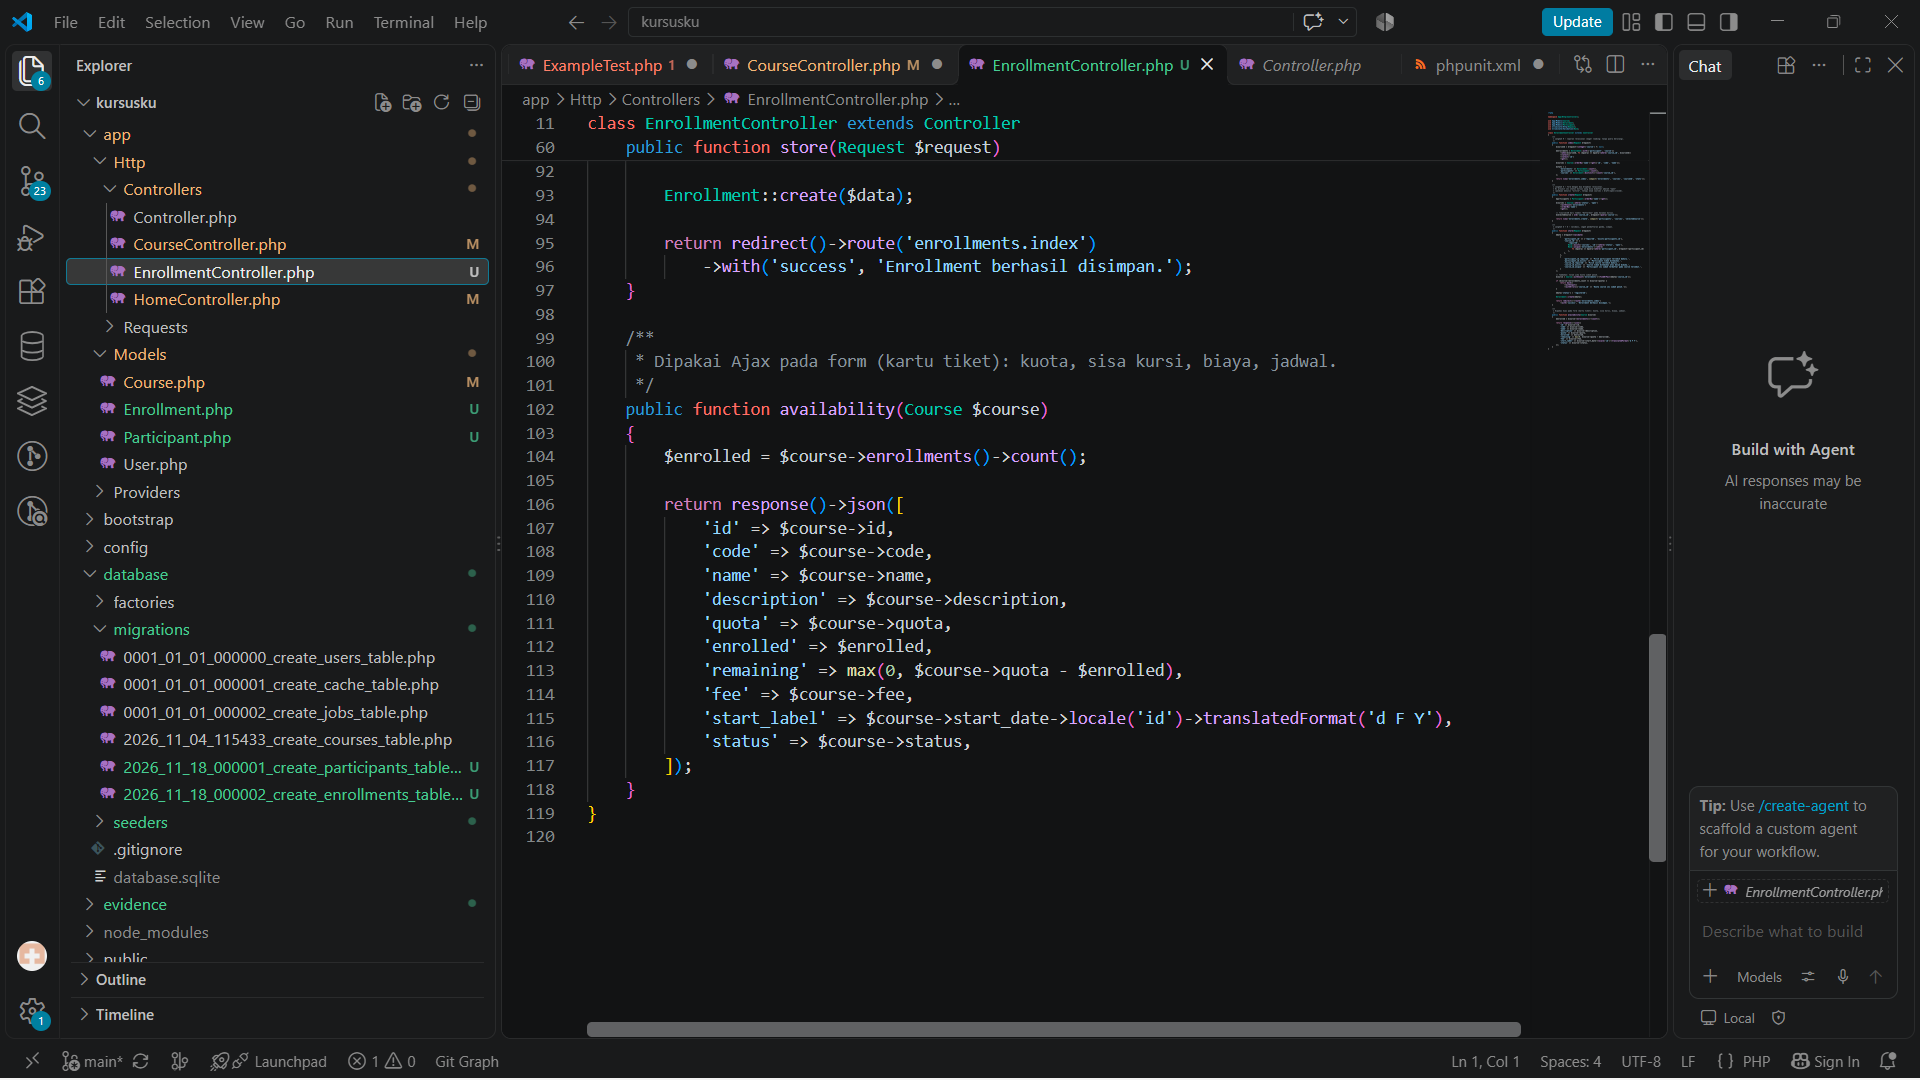 File Edit Selection View Go Run Terminal Help
kursusku
Update
Explorer
kursusku
app
Http
Controllers
Controller.php
CourseController.php M
EnrollmentController.php U
HomeController.php M
Requests
Models
Course.php M
Enrollment.php U
Participant.php U
User.php
Providers
bootstrap
config
database
factories
migrations
0001_01_01_000000_create_users_table.php
0001_01_01_000001_create_cache_table.php
0001_01_01_000002_create_jobs_table.php
2026_11_04_115433_create_courses_table.php
2026_11_18_000001_create_participants_table... U
2026_11_18_000002_create_enrollments_table... U
seeders
.gitignore
database.sqlite
evidence
node_modules
public
Outline
Timeline
6
23
1
ExampleTest.php 1
CourseController.php M
EnrollmentController.php U
Controller.php
phpunit.xml
app > Http > Controllers > EnrollmentController.php > ...
11 class EnrollmentController extends Controller
60 public function store(Request $request)
92
93 Enrollment::create($data);
94
95 return redirect()->route('enrollments.index')
96 ->with('success', 'Enrollment berhasil disimpan.');
97 }
98
99 /**
100 * Dipakai Ajax pada form (kartu tiket): kuota, sisa kursi, biaya, jadwal.
101 */
102 public function availability(Course $course)
103 {
104 $enrolled = $course->enrollments()->count();
105
106 return response()->json([
107 'id' => $course->id,
108 'code' => $course->code,
109 'name' => $course->name,
110 'description' => $course->description,
111 'quota' => $course->quota,
112 'enrolled' => $enrolled,
113 'remaining' => max(0, $course->quota - $enrolled),
114 'fee' => $course->fee,
115 'start_label' => $course->start_date->locale('id')->translatedFormat('d F Y'),
116 'status' => $course->status,
117 ]);
118 }
119 }
120
Chat
Build with Agent
AI responses may be
inaccurate
Tip: Use /create-agent to
scaffold a custom agent
for your workflow.
EnrollmentController.ph
Describe what to build
Models
Local
main*
Launchpad
1 0
Git Graph
Ln 1, Col 1
Spaces: 4
UTF-8
LF
{ } PHP
Sign In